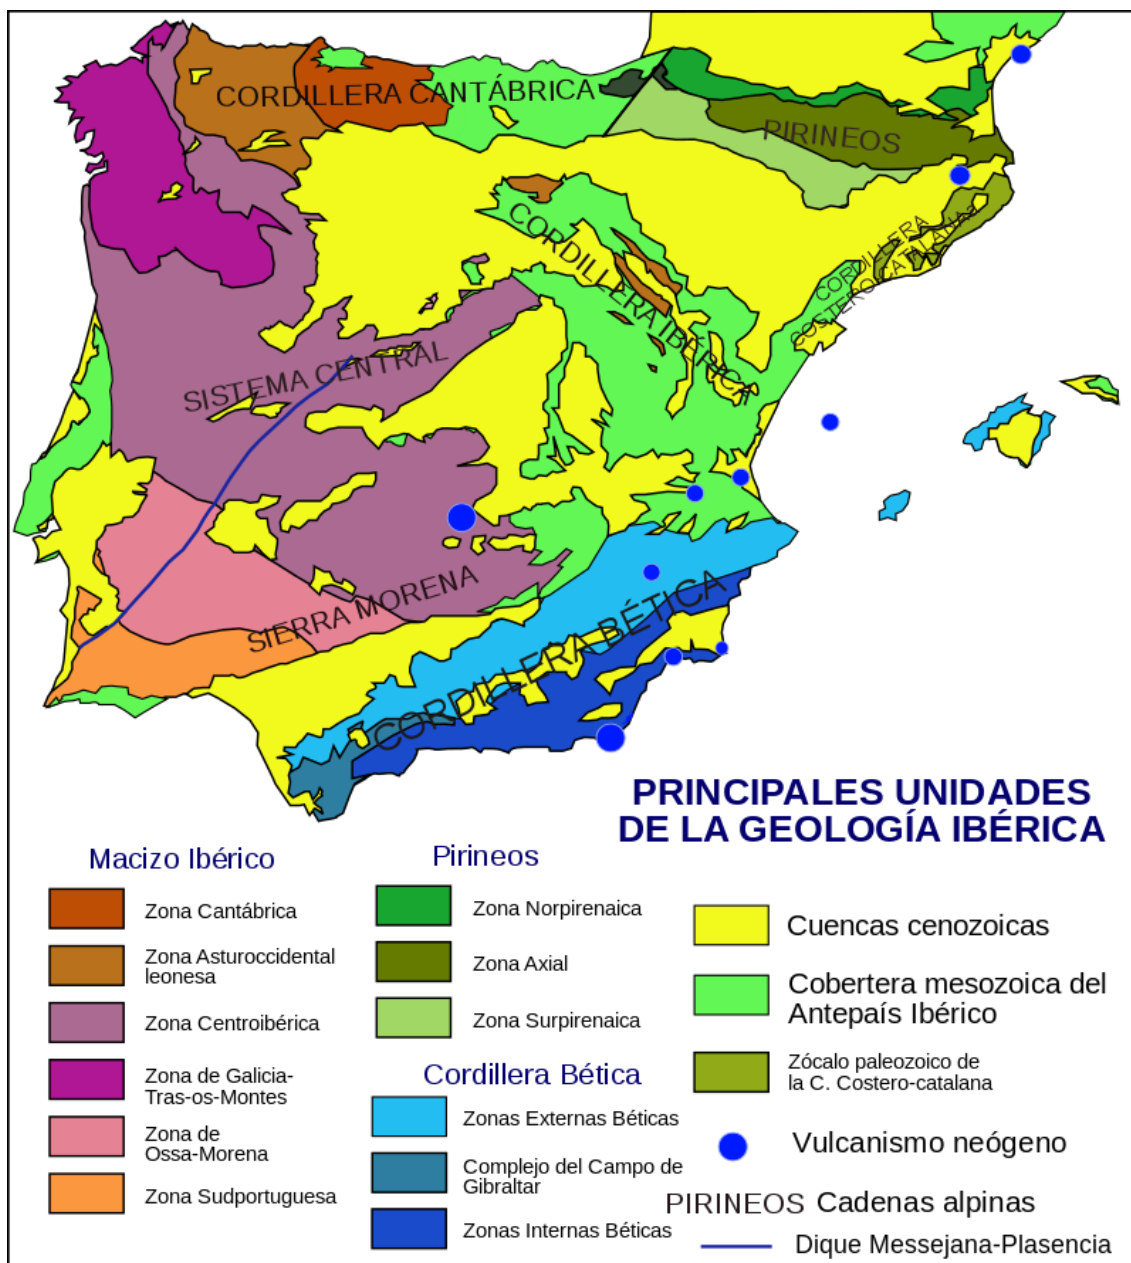 CORDILLERA CANTÁBRICA
PIRINEOS
CORDILLERA
COSTERO CATALANA
CORDILLERA IBÉRICA
SISTEMA CENTRAL
SIERRA MORENA
CORDILLERA BÉTICA
PRINCIPALES UNIDADES
DE LA GEOLOGÍA IBÉRICA
Macizo Ibérico
Zona Cantábrica
Zona Asturoccidental
leonesa
Zona Centroibérica
Zona de Galicia-
Tras-os-Montes
Zona de
Ossa-Morena
Zona Sudportuguesa
Pirineos
Zona Norpirenaica
Zona Axial
Zona Surpirenaica
Cordillera Bética
Zonas Externas Béticas
Complejo del Campo de
Gibraltar
Zonas Internas Béticas
Cuencas cenozoicas
Cobertera mesozoica del
Antepaís Ibérico
Zócalo paleozoico de
la C. Costero-catalana
Vulcanismo neógeno
PIRINEOS Cadenas alpinas
Dique Messejana-Plasencia